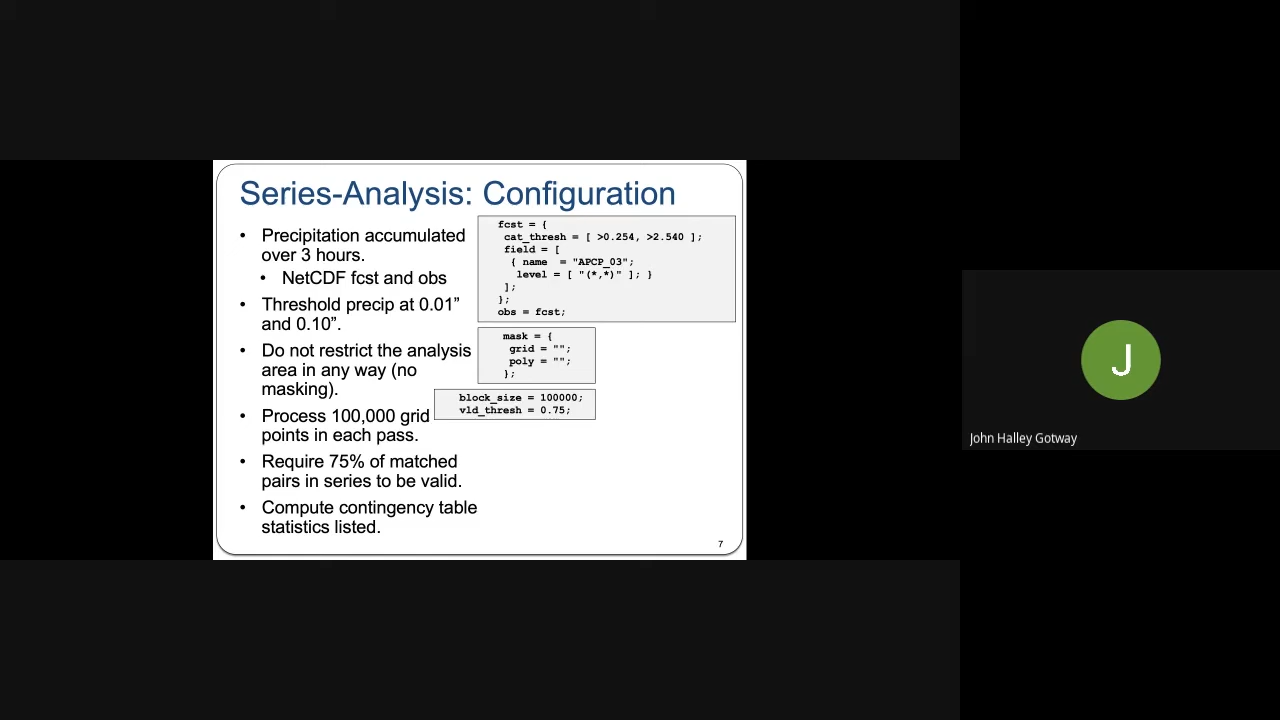 Series-Analysis: Configuration
• Precipitation accumulated
over 3 hours.
• NetCDF fcst and obs
• Threshold precip at 0.01”
and 0.10”.
• Do not restrict the analysis
area in any way (no
masking).
• Process 100,000 grid
points in each pass.
• Require 75% of matched
pairs in series to be valid.
• Compute contingency table
statistics listed.
fcst = {
cat_thresh = [ >0.254, >2.540 ];
field = [
{ name = "APCP_03";
level = [ "(*,*)" ]; }
];
};
obs = fcst;
mask = {
grid = "";
poly = "";
};
block_size = 100000;
vld_thresh = 0.75;
7
J
John Halley Gotway